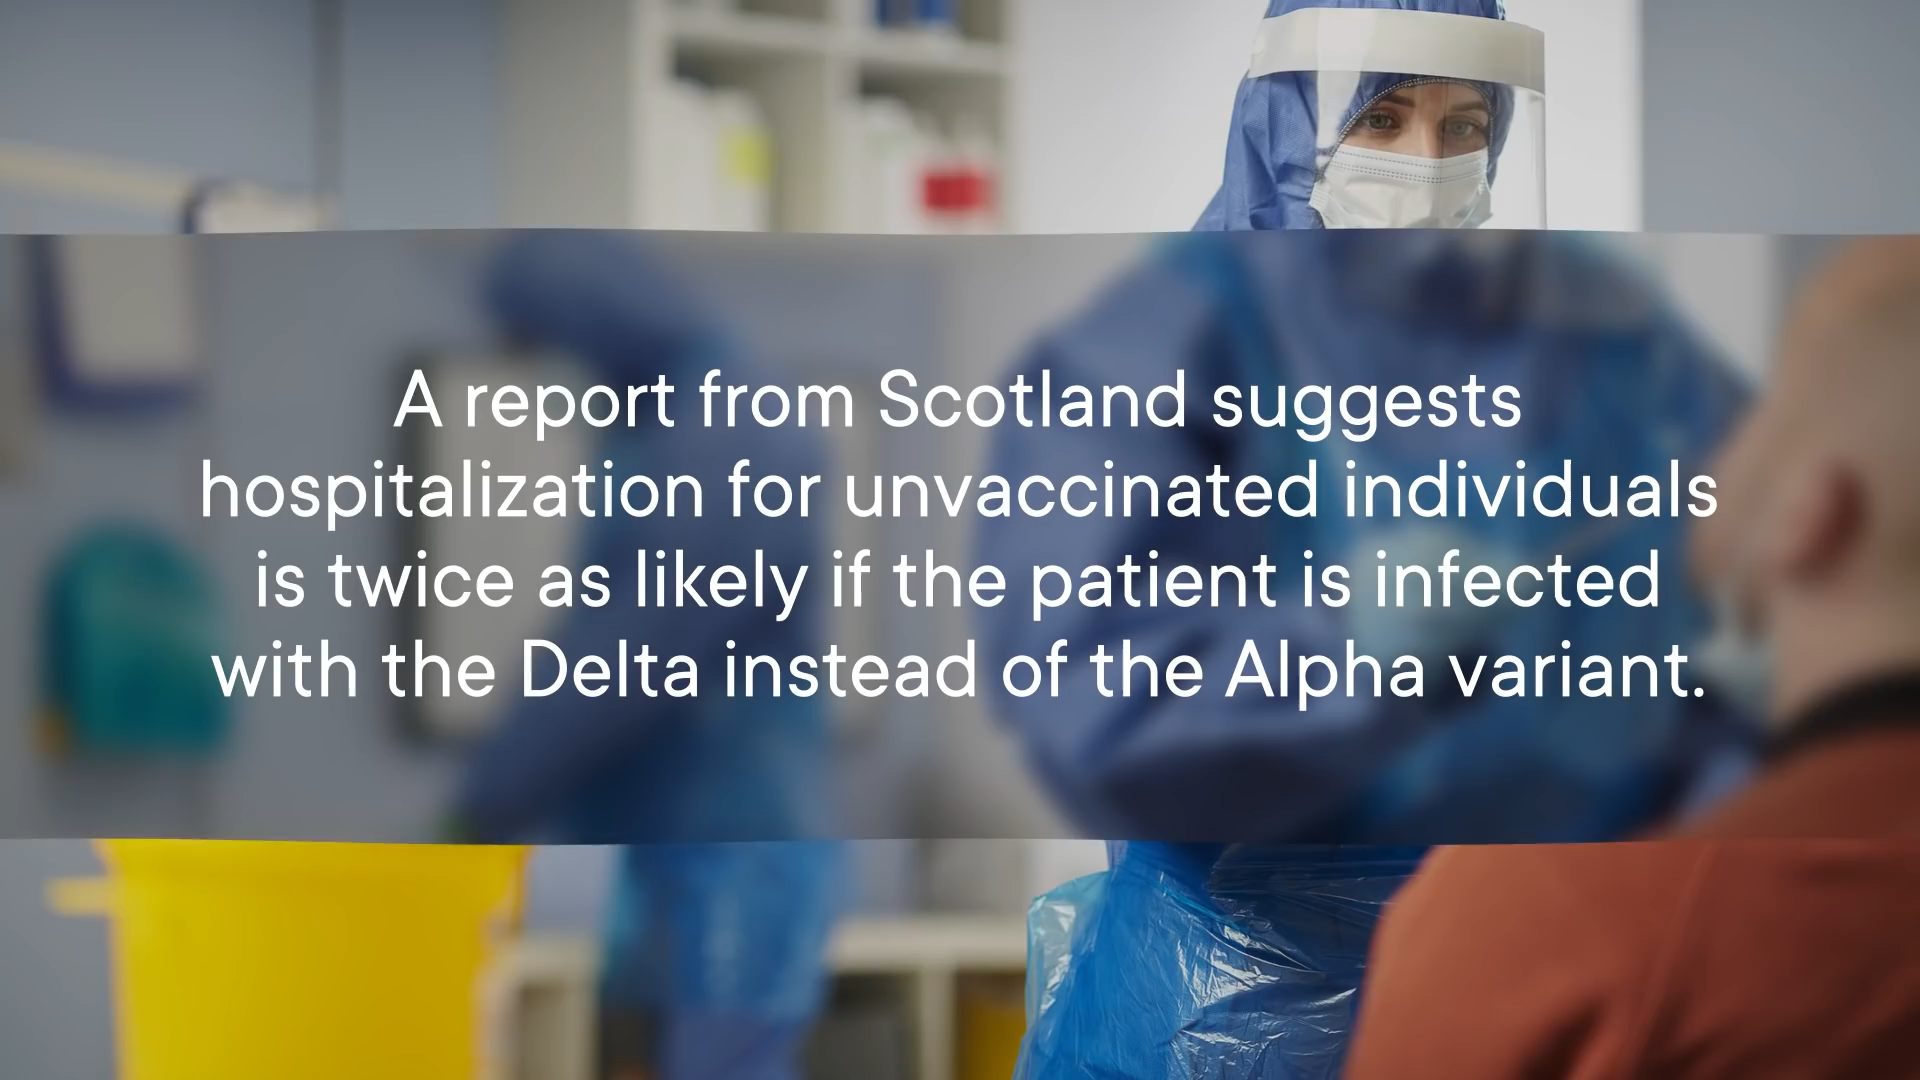 A report from Scotland suggests
hospitalization for unvaccinated individuals
is twice as likely if the patient is infected
with the Delta instead of the Alpha variant.